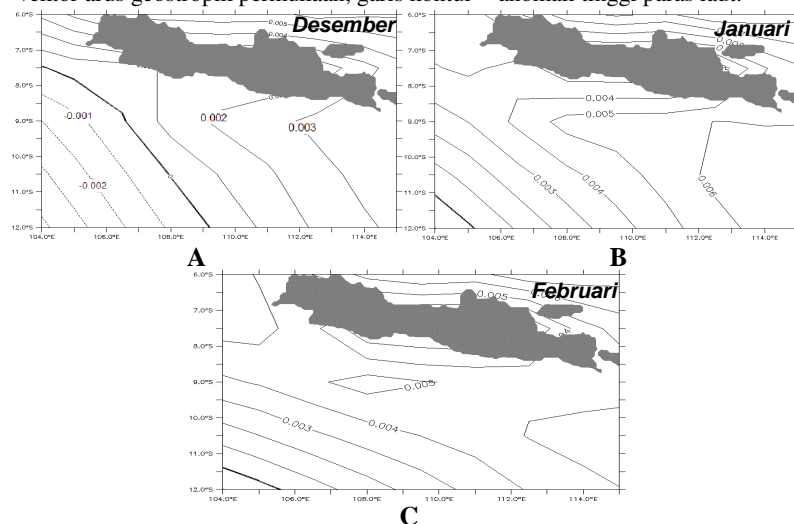 vektor arus geostropik permukaan, garis kontur = anomali tinggi paras laut.
Desember
6.0°S
7.0°S
8.0°S
9.0°S
10.0°S
11.0°S
12.0°S
0.005
0.004
-0.001
-0.002
0
0.002
0.003
104.0°E 106.0°E 108.0°E 110.0°E 112.0°E 114.0°E
A
Januari
6.0°S
7.0°S
8.0°S
9.0°S
10.0°S
11.0°S
12.0°S
0.004
0.005
0.003
0.004
0.006
104.0°E 106.0°E 108.0°E 110.0°E 112.0°E 114.0°E
B
Februari
6.0°S
7.0°S
8.0°S
9.0°S
10.0°S
11.0°S
12.0°S
0.005
0.005
0.003
0.004
104.0°E 106.0°E 108.0°E 110.0°E 112.0°E 114.0°E
C